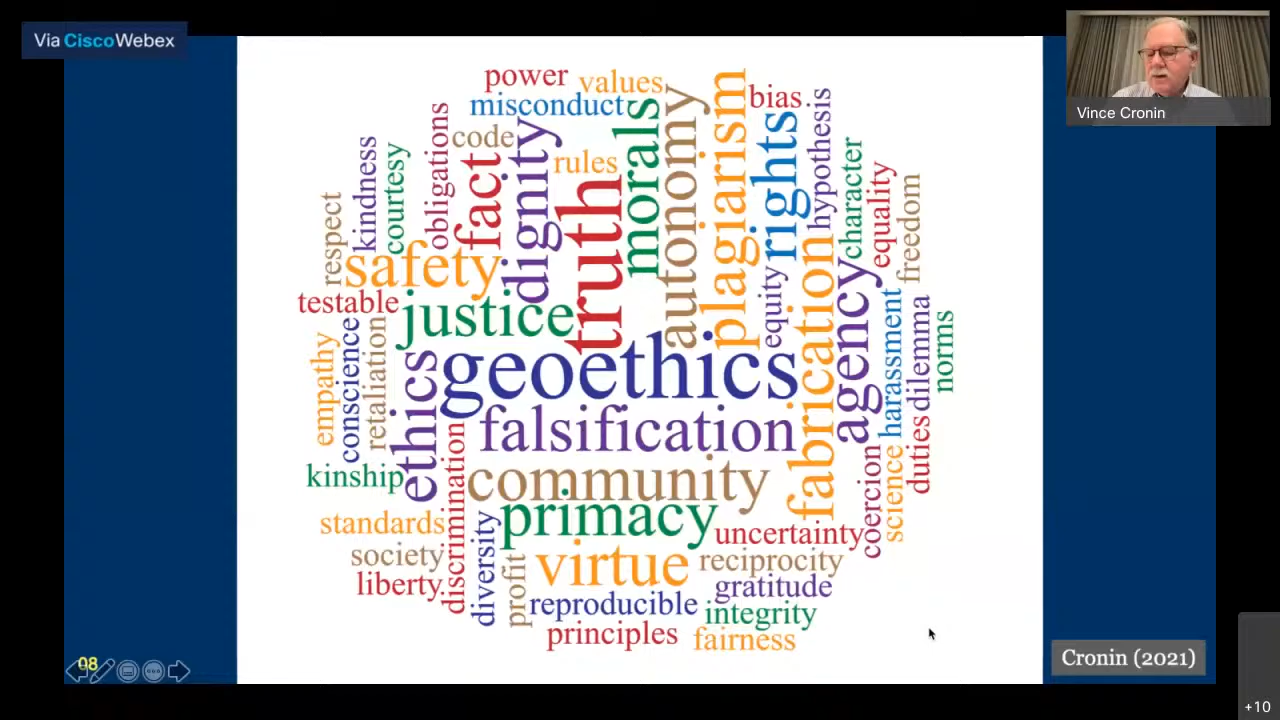 Via CiscoWebex
Vince Cronin
power
values
misconduct
bias
code
rules
obligations
kindness
courtesy
respect
fact
dignity
truth
morals
autonomy
plagiarism
rights
hypothesis
character
equality
freedom
safety
testable
justice
equity
fabrication
agency
harassment
dilemma
norms
empathy
conscience
retaliation
ethics
geoethics
falsification
kinship
discrimination
community
coercion
science
duties
standards
primacy
uncertainty
society
diversity
profit
virtue
reciprocity
liberty
gratitude
reproducible
integrity
principles
fairness
08
Cronin (2021)
+10